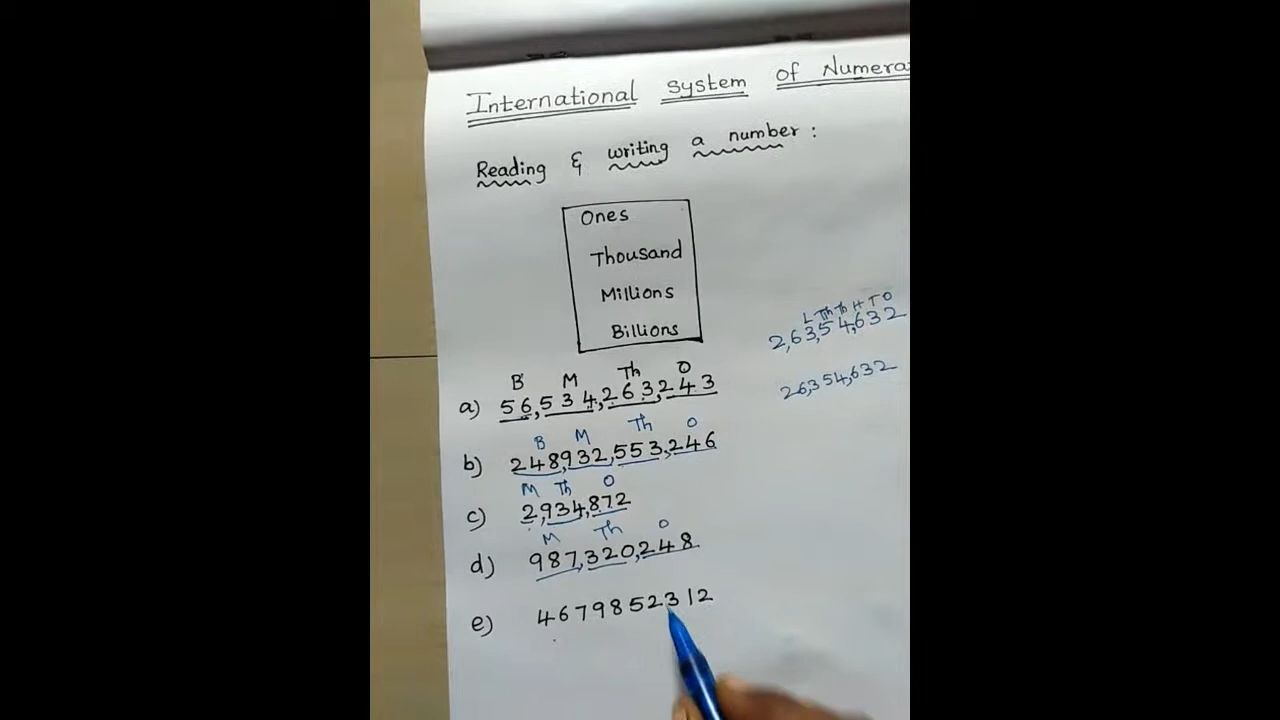 International System of
Reading & writing a number :
Ones
Thousand
Millions
Billions
L Th Th H T O
2,63,54,632
26,354,632
B M Th O
a) 56,534,263,243
B M Th O
b) 248,932,553,246
M Th O
c) 2,934,872
M Th O
d) 987,320,248
e) 4679852312